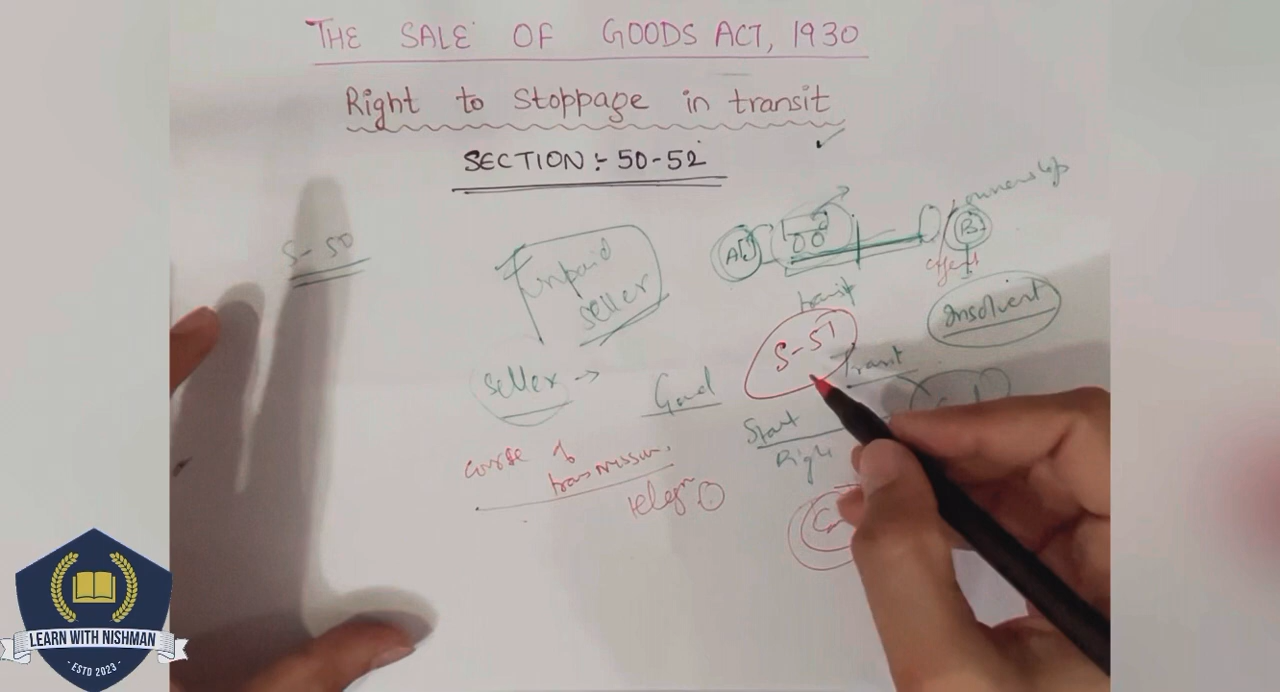 THE SALE OF GOODS ACT, 1930
Right to Stoppage in transit
SECTION :- 50-52
S-50
Unpaid
seller
A[S]
B
ownership
transit
Insolvent
S-51
Transit
seller →
Good
Start
Right
course of
transmission.
LEARN WITH NISHMAN
- ESTD 2023 -